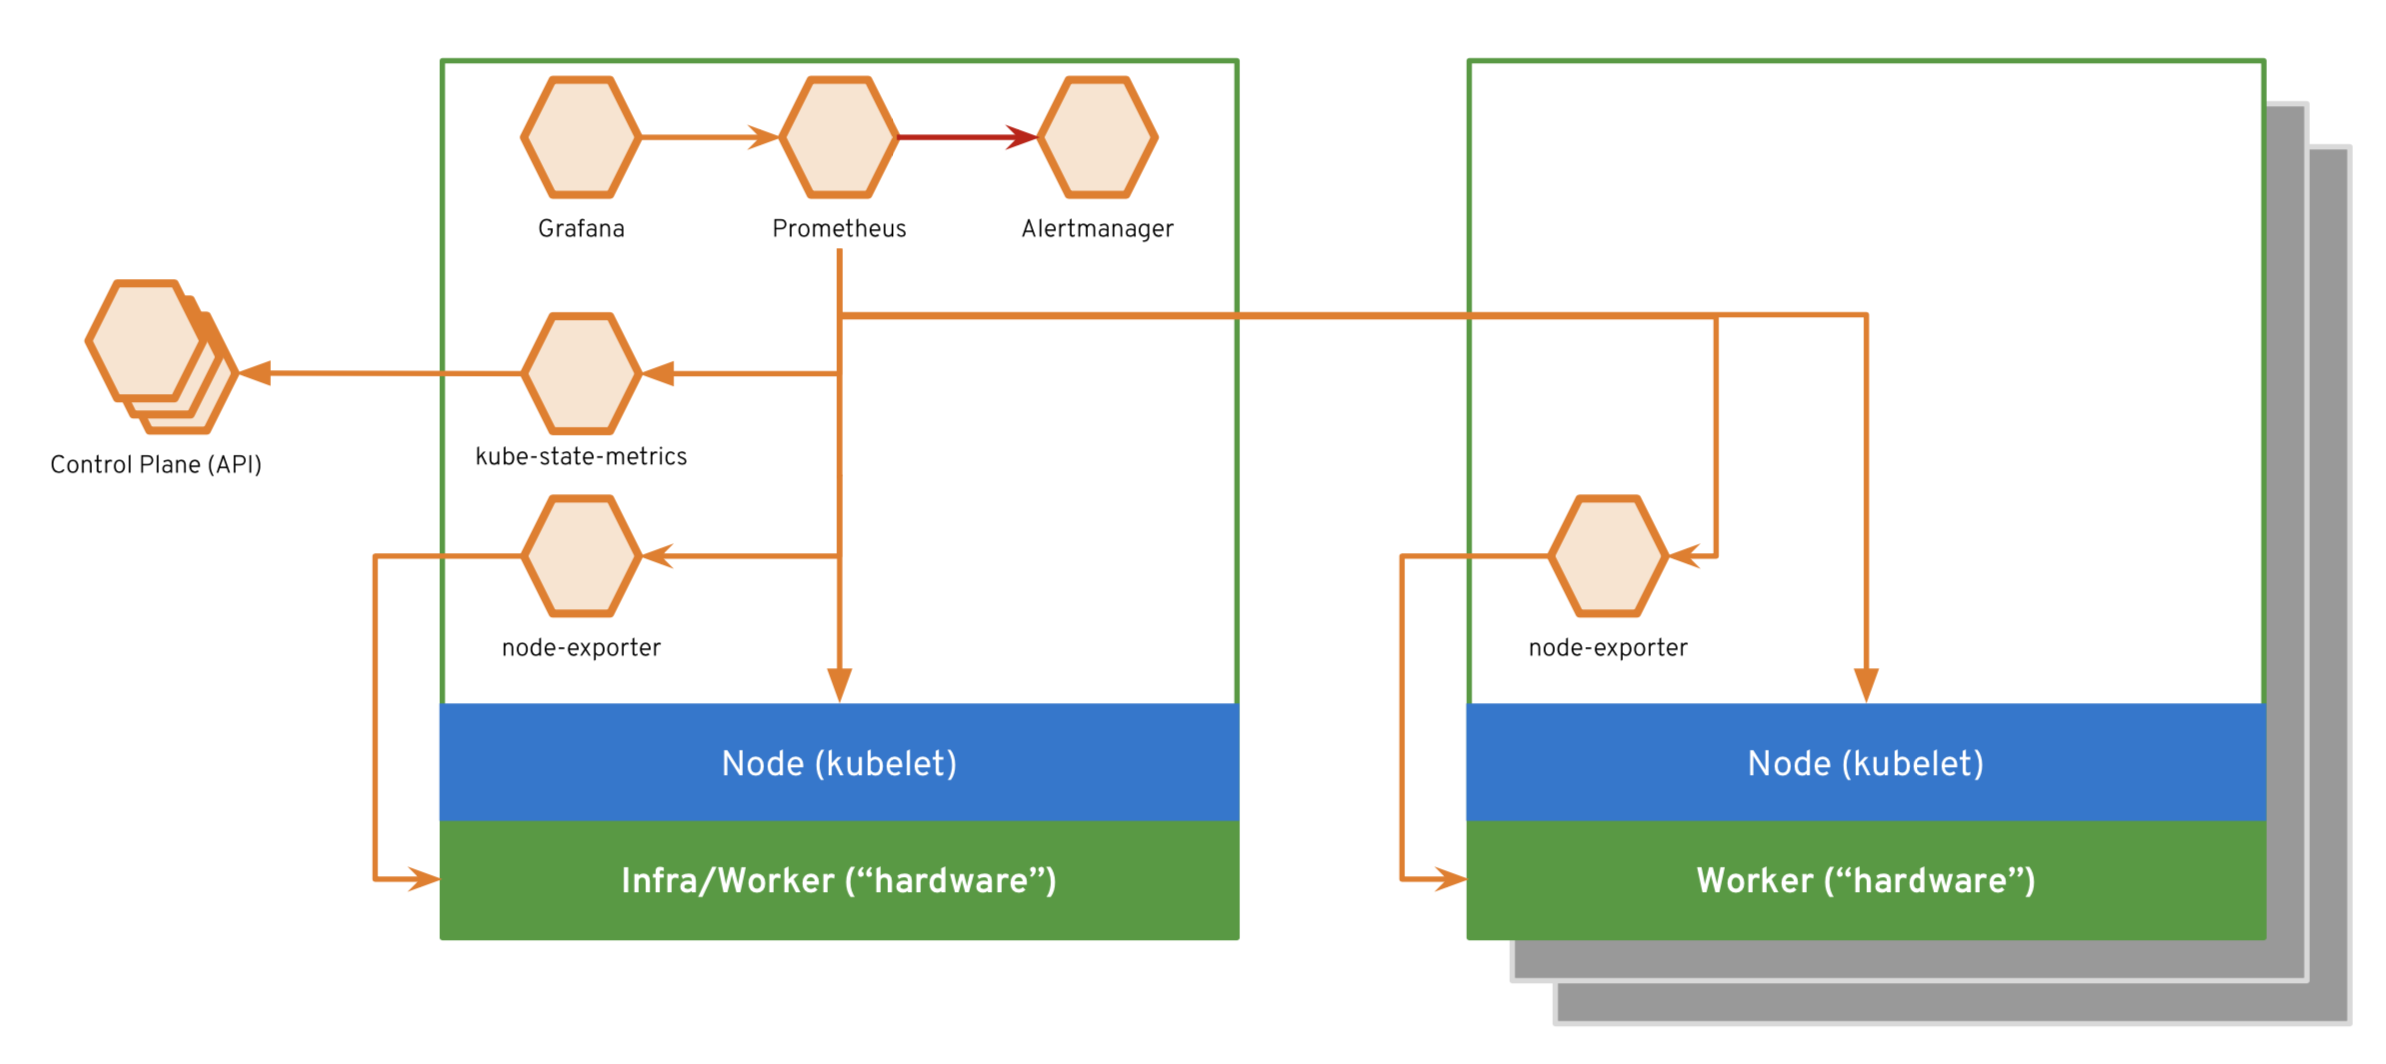 Grafana
Prometheus
Alertmanager
Control Plane (API)
kube-state-metrics
node-exporter
node-exporter
Node (kubelet)
Node (kubelet)
Infra/Worker (“hardware”)
Worker (“hardware”)